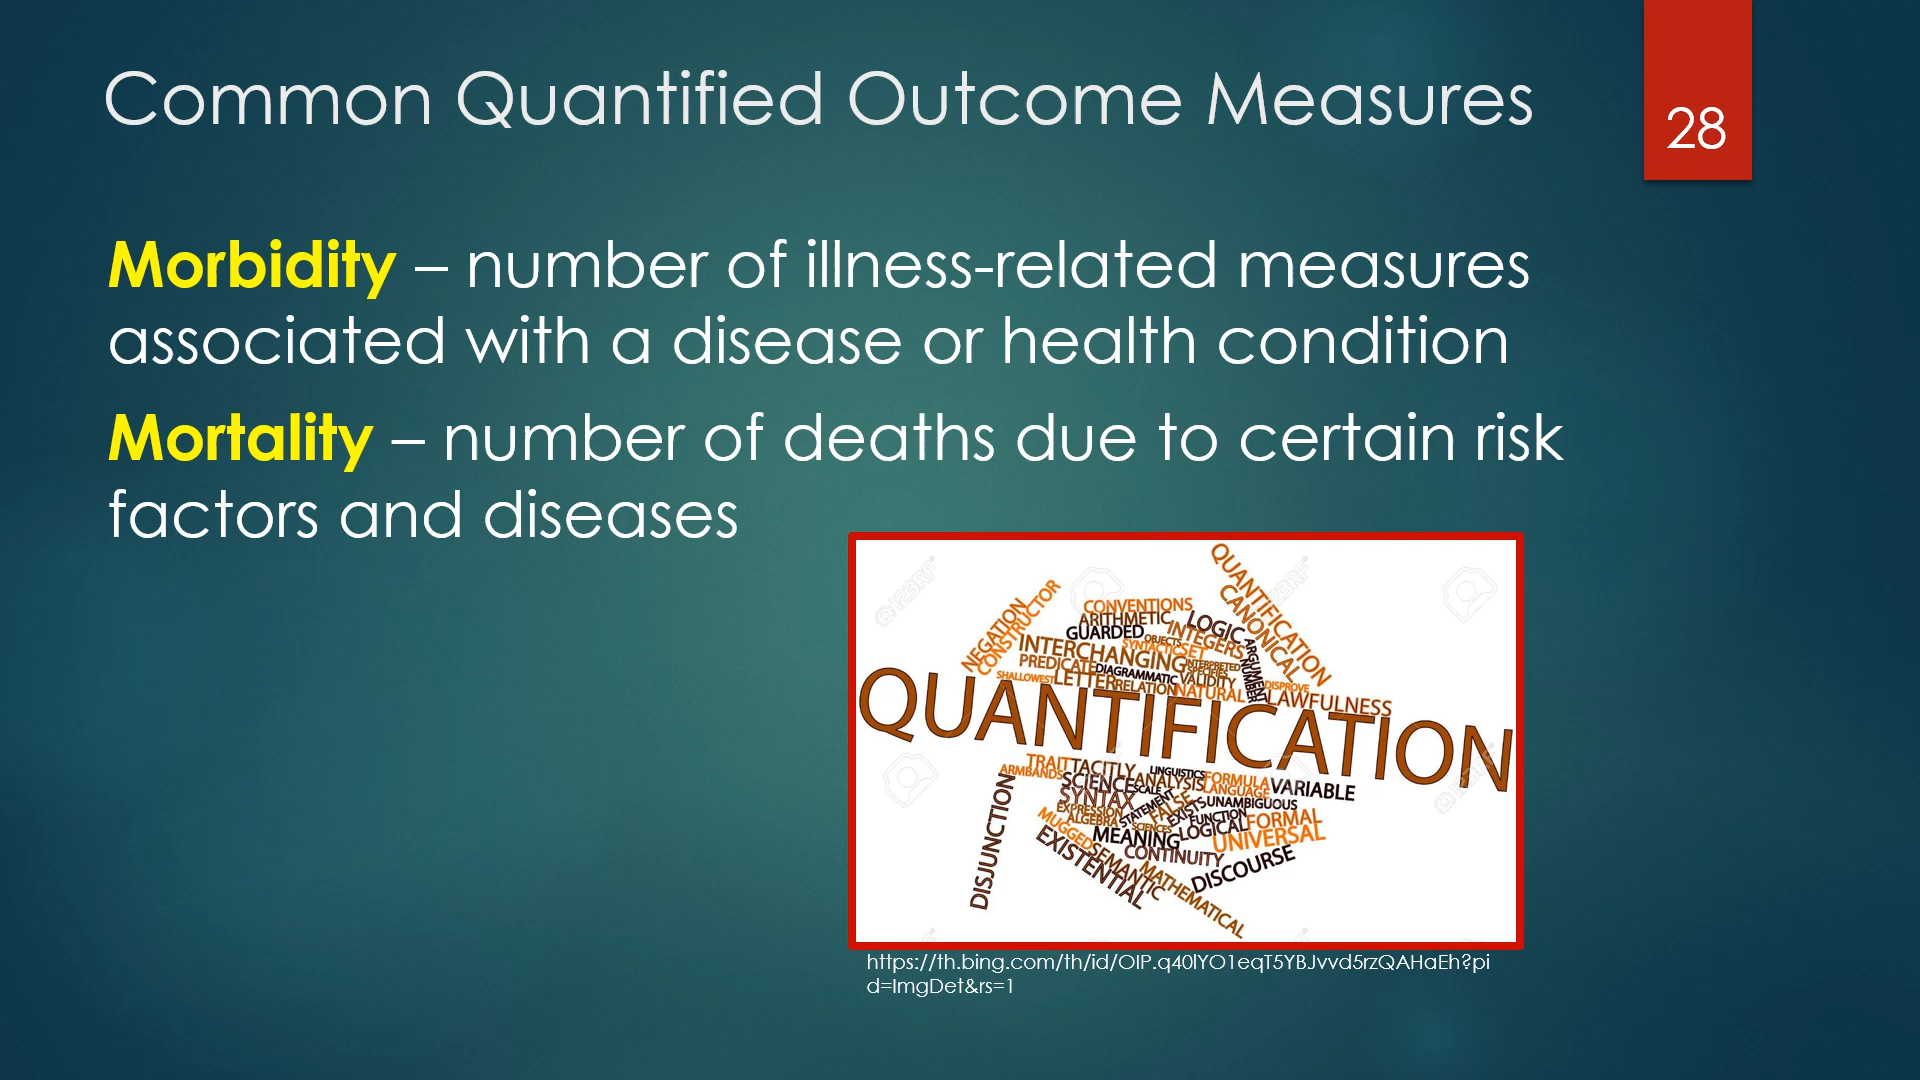 Common Quantified Outcome Measures
28
Morbidity – number of illness-related measures
associated with a disease or health condition
Mortality – number of deaths due to certain risk
factors and diseases
QUANTIFICATION
CANONICAL
NEGATION
CONSTRUCTOR
CONVENTIONS
ARITHMETIC
LOGIC
GUARDED
OBJECTS
INTEGERS
SYNTACTIC
SET
ARGUMENT
NUMBER
INTERCHANGING
INTERPRETED
SPECIES
PREDICATE
DIAGRAMMATIC
VALIDITY
SHALLOWEST
LETTER
RELATION
NATURAL
DISPROVE
LAWFULNESS
QUANTIFICATION
TRAIT
TACITLY
LINGUISTICS
ARMBANDS
SCIENCE
ANALYSIS
FORMULA
VARIABLE
SCALE
LANGUAGE
SYNTAX
STATEMENT
FALSE
EXISTS
UNAMBIGUOUS
EXPRESSION
ALGEBRA
SCIENCES
FUNCTION
FORMAL
MUGGED
MEANING
LOGICAL
UNIVERSAL
DISJUNCTION
EXISTENTIAL
SEMANTIC
CONTINUITY
DISCOURSE
MATHEMATICAL
123RF
https://th.bing.com/th/id/OIP.q40lYO1eqT5YBJvvd5rzQAHaEh?pi
d=ImgDet&rs=1